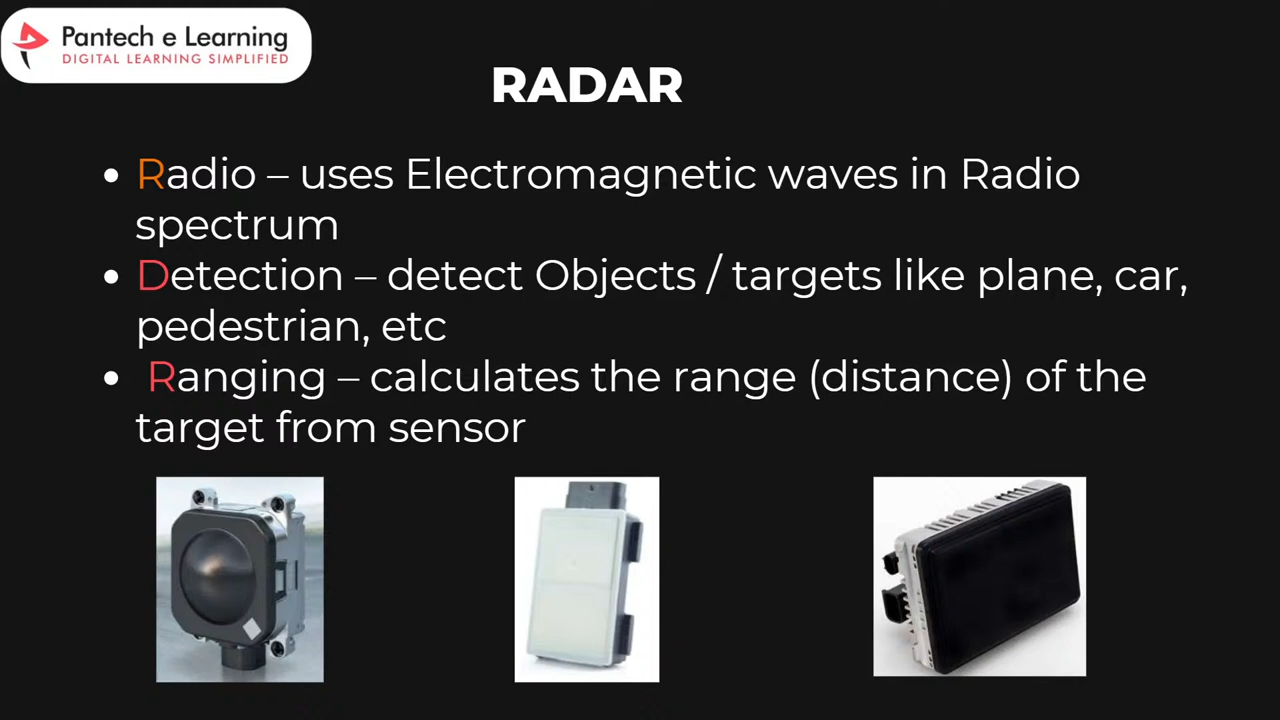 Pantech e Learning
DIGITAL LEARNING SIMPLIFIED
RADAR
• Radio – uses Electromagnetic waves in Radio
spectrum
• Detection – detect Objects / targets like plane, car,
pedestrian, etc
• Ranging – calculates the range (distance) of the
target from sensor